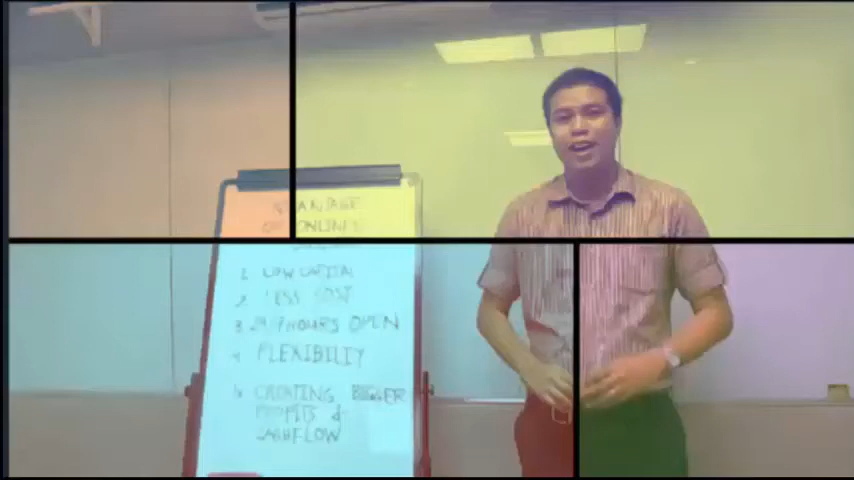 OF ONLINE
1 LOW CAPITAL
2 LESS COST
3 24/7 HOURS OPEN
4 FLEXIBILITY
5 CREATING BIGGER
PROFITS &
CASHFLOW